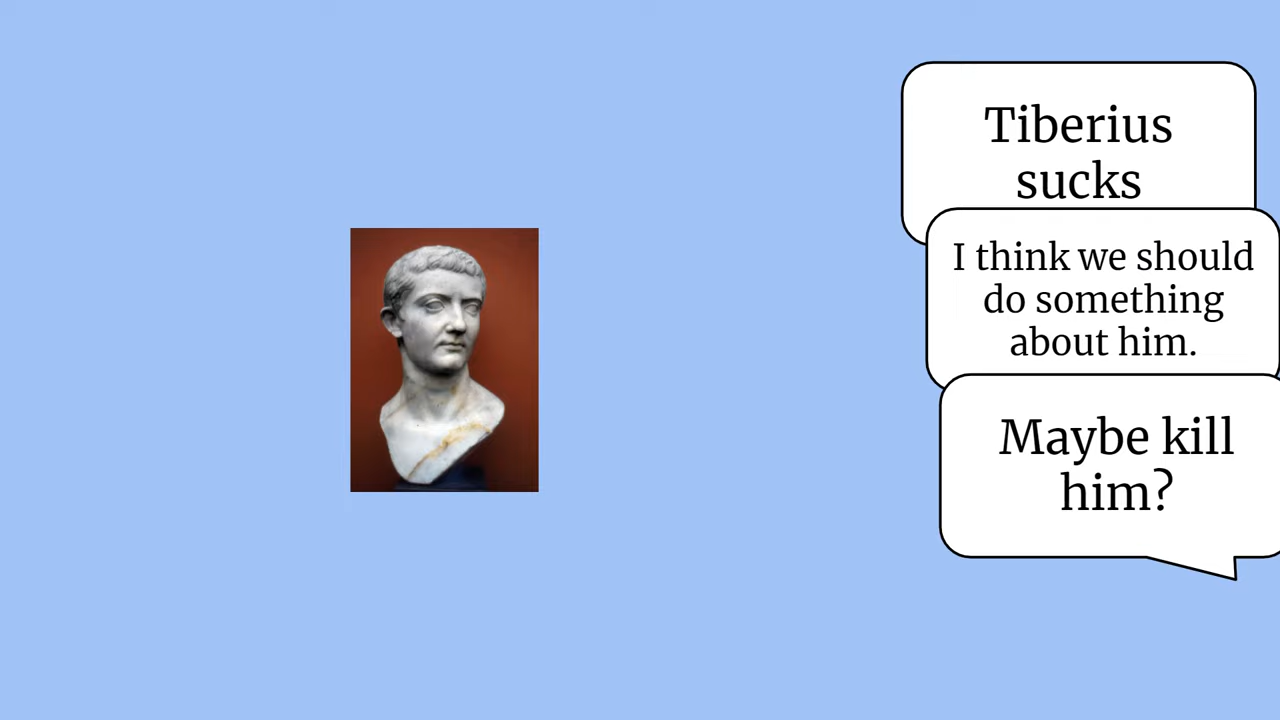 Tiberius
sucks
I think we should
do something
about him.
Maybe kill
him?